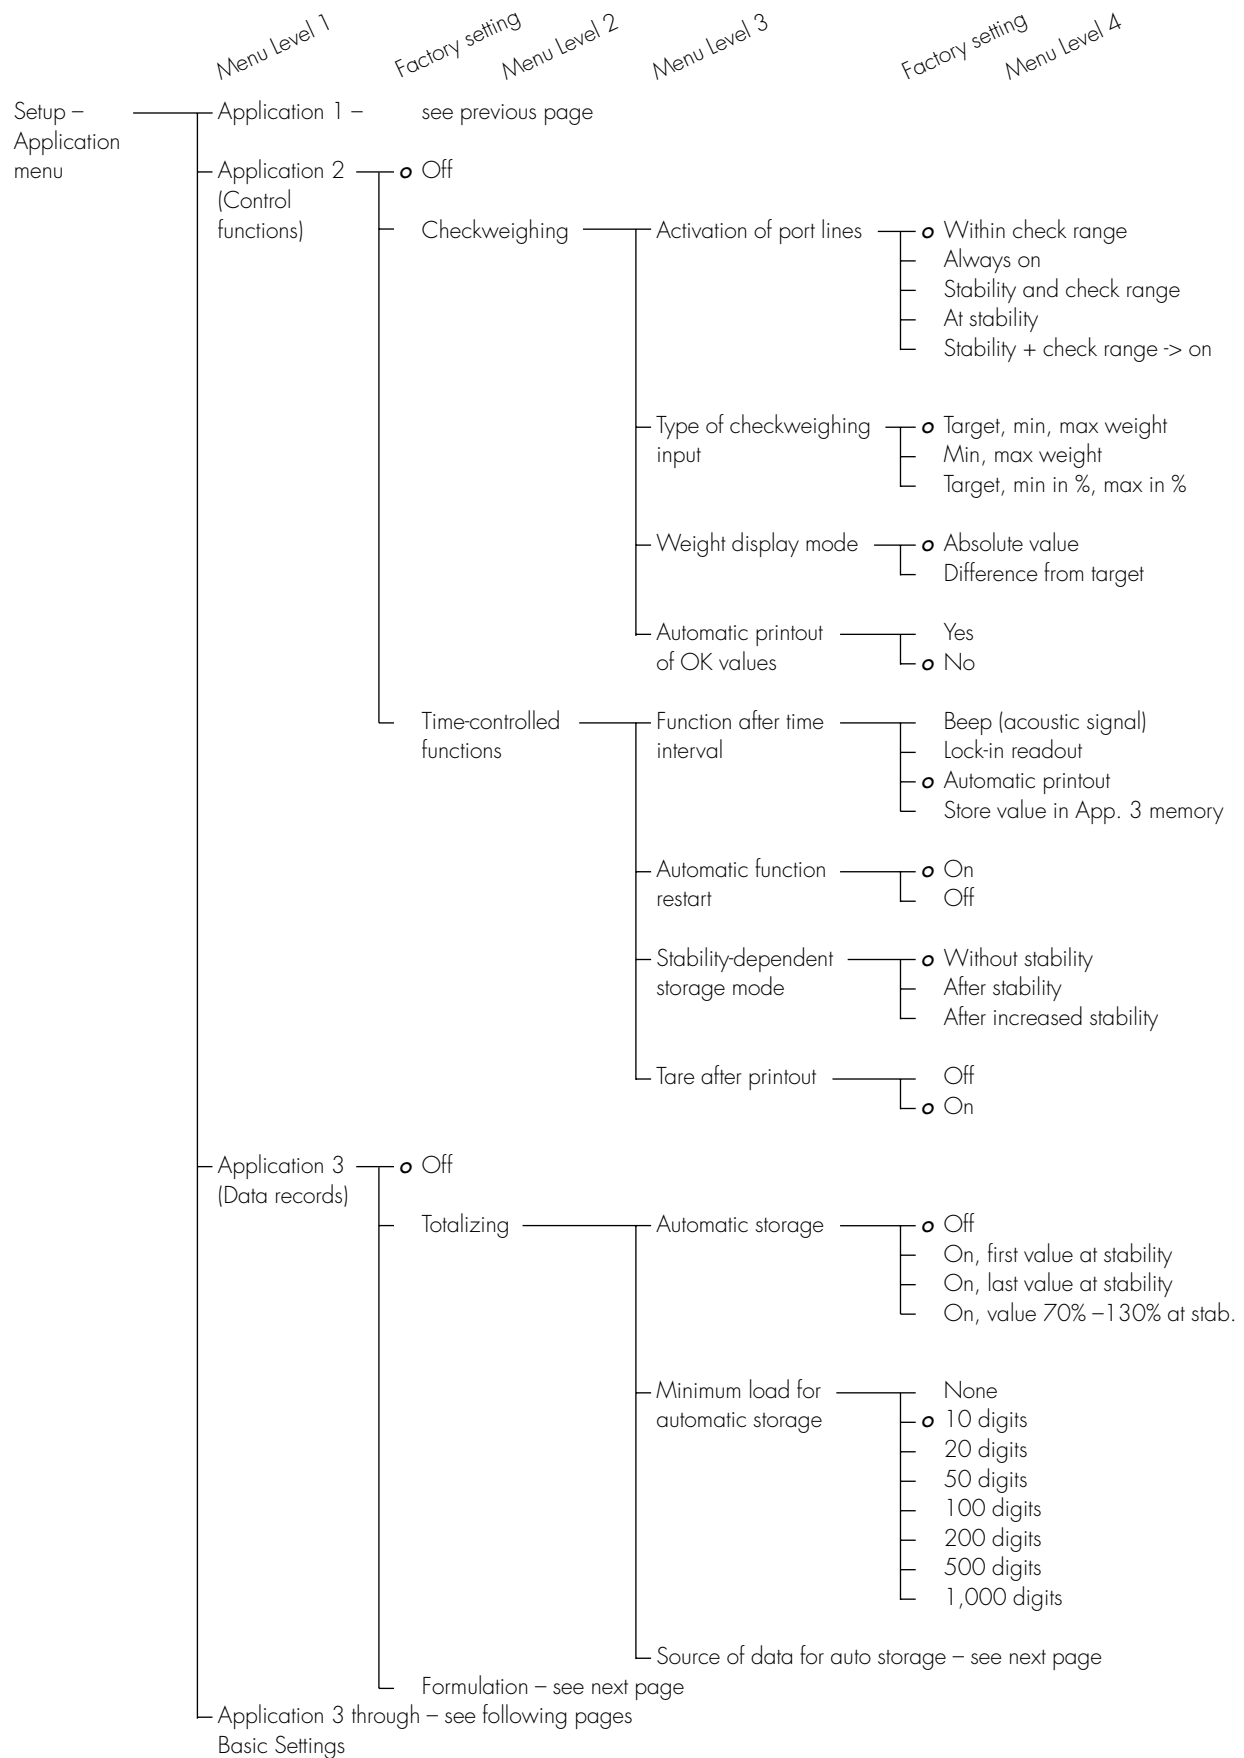 Menu Level 1
Factory setting
Menu Level 2
Menu Level 3
Factory setting
Menu Level 4
Setup –
Application
menu
Application 1 –
see previous page
Application 2
(Control
functions)
o Off
Checkweighing
Activation of port lines
o Within check range
Always on
Stability and check range
At stability
Stability + check range -> on
Type of checkweighing
input
o Target, min, max weight
Min, max weight
Target, min in %, max in %
Weight display mode
o Absolute value
Difference from target
Automatic printout
of OK values
Yes
o No
Time-controlled
functions
Function after time
interval
Beep (acoustic signal)
Lock-in readout
o Automatic printout
Store value in App. 3 memory
Automatic function
restart
o On
Off
Stability-dependent
storage mode
o Without stability
After stability
After increased stability
Tare after printout
Off
o On
Application 3
(Data records)
o Off
Totalizing
Automatic storage
o Off
On, first value at stability
On, last value at stability
On, value 70% –130% at stab.
Minimum load for
automatic storage
None
o 10 digits
20 digits
50 digits
100 digits
200 digits
500 digits
1,000 digits
Source of data for auto storage – see next page
Formulation – see next page
Application 3 through – see following pages
Basic Settings